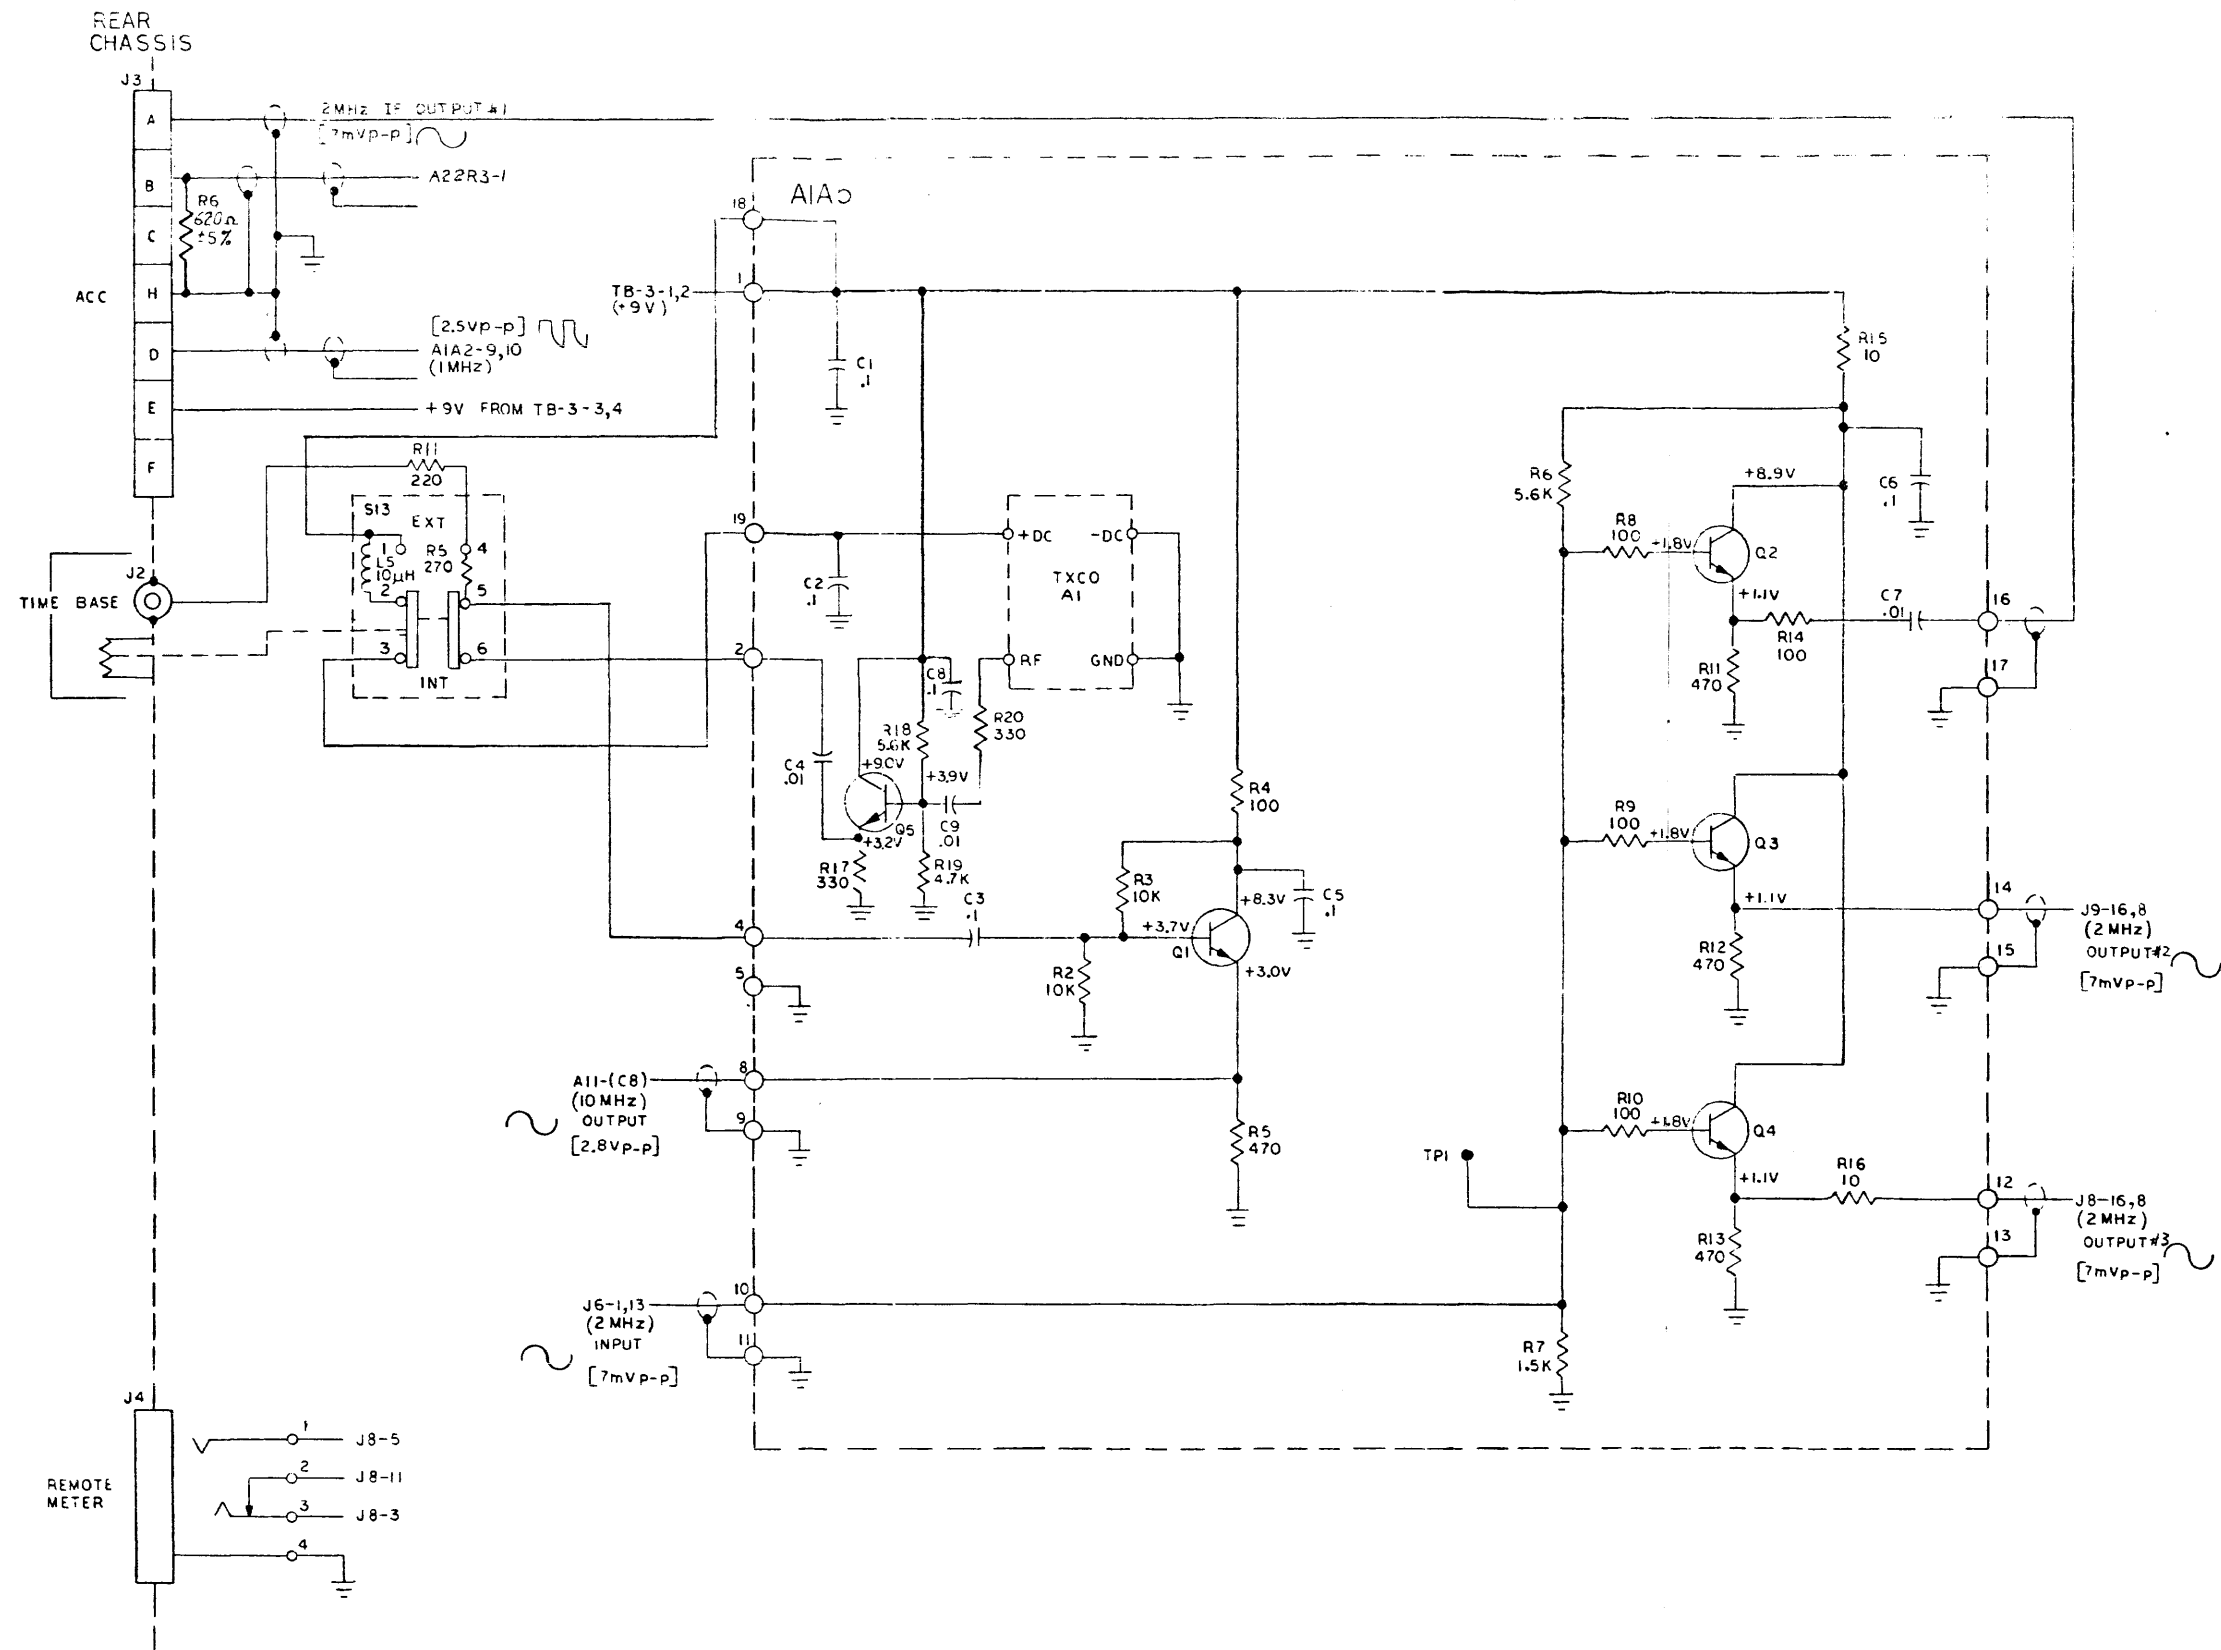 REAR
CHASSIS
J3
A
2MHz IF OUTPUT #1
[7mVp-p]
B
A22R3-1
R6
620Ω
±5%
C
ACC
H
D
[2.5Vp-p]
A1A2-9,10
(1MHz)
E
+9V FROM TB-3-3,4
F
R11
220
S13
EXT
1
L5
10μH
R5
270
4
2
5
3
6
INT
J2
TIME BASE
J4
REMOTE
METER
1
J8-5
2
J8-11
3
J8-3
4
18
1
TB-3-1,2
(+9V)
C1
.1
19
C2
.1
+DC
-DC
TXCO
A1
RF
GND
2
C8
.1
R18
5.6K
R20
330
C4
.01
+9.0V
+3.9V
Q5
C9
.01
+3.2V
R17
330
R19
4.7K
R4
100
R3
10K
C3
.1
+8.3V
C5
.1
+3.7V
Q1
+3.0V
R2
10K
4
5
A11-(C8)
(10MHz)
OUTPUT
[2.8Vp-p]
8
9
R5
470
J6-1,13
(2MHz)
INPUT
[7mVp-p]
10
11
R7
1.5K
TP1
R15
10
R6
5.6K
C6
.1
+8.9V
R8
100
+1.8V
Q2
+1.1V
R14
100
C7
.01
16
17
R11
470
R9
100
+1.8V
Q3
+1.1V
R12
470
14
15
J9-16,8
(2MHz)
OUTPUT#2
[7mVp-p]
R10
100
+1.8V
Q4
+1.1V
R16
10
R13
470
12
13
J8-16,8
(2MHz)
OUTPUT#3
[7mVp-p]